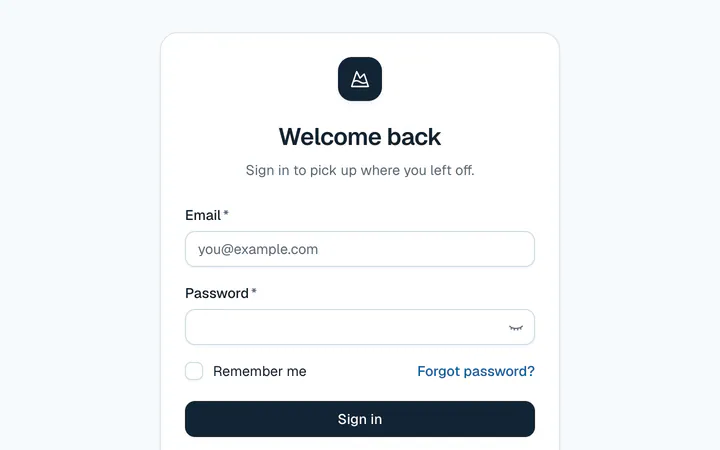 Welcome back
Sign in to pick up where you left off.
Email *
you@example.com
Password *
Remember me
Forgot password?
Sign in